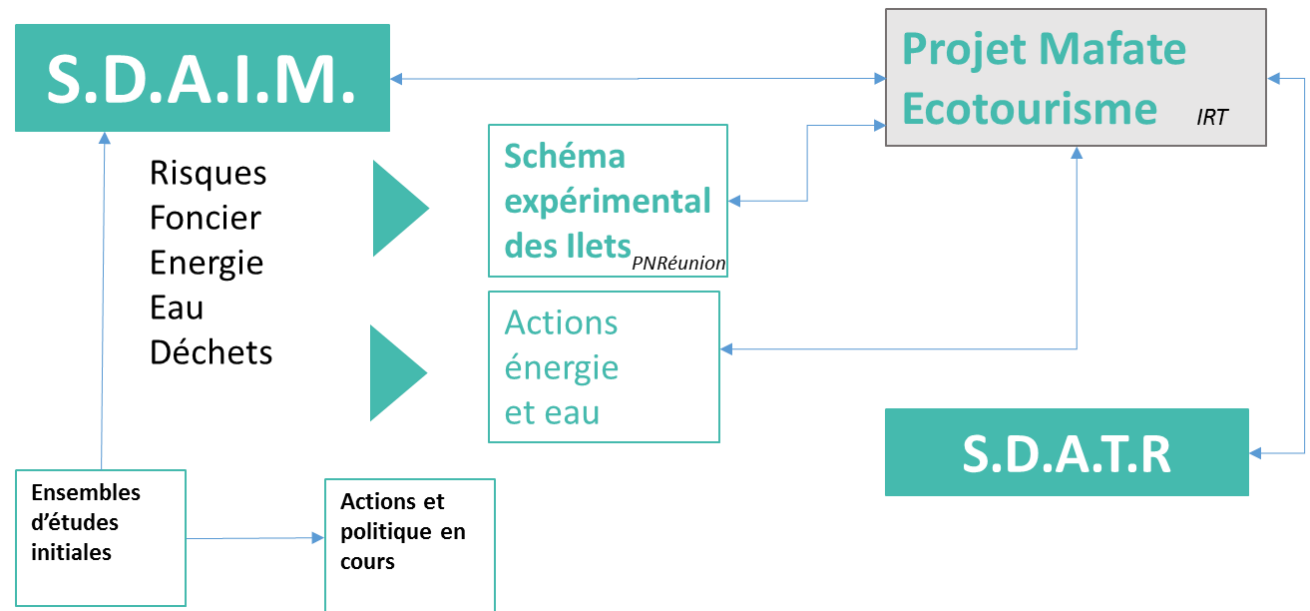 S.D.A.I.M.
Projet Mafate
Ecotourisme
IRT
Risques
Foncier
Energie
Eau
Déchets
Schéma
expérimental
des Ilets
PNRéunion
Actions
énergie
et eau
S.D.A.T.R
Ensembles
d’études
initiales
Actions et
politique en
cours